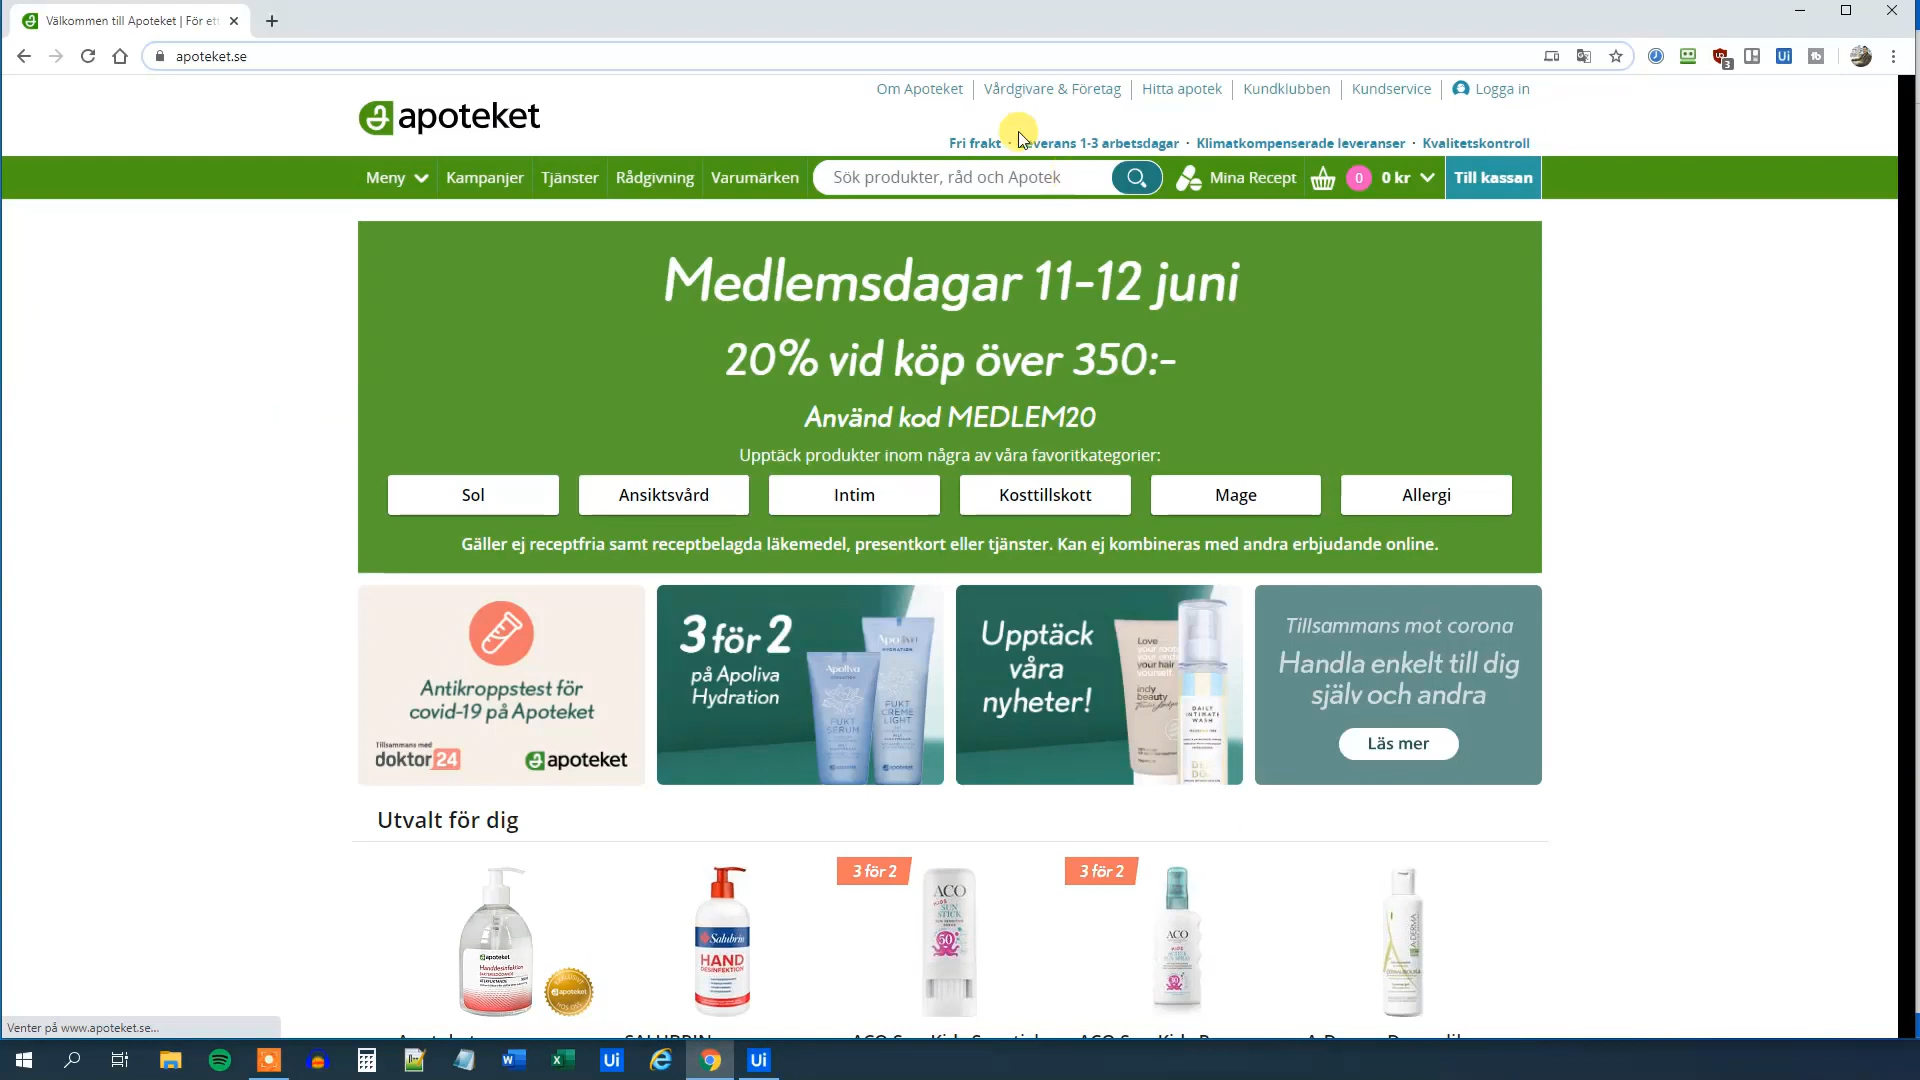 Välkommen till Apoteket | För ett
apoteket.se
Om Apoteket
Vårdgivare & Företag
Hitta apotek
Kundklubben
Kundservice
Logga in
apoteket
Fri frakt · Leverans 1-3 arbetsdagar · Klimatkompenserade leveranser · Kvalitetskontroll
Meny
Kampanjer
Tjänster
Rådgivning
Varumärken
Sök produkter, råd och Apotek
Mina Recept
0
0 kr
Till kassan
Medlemsdagar 11-12 juni
20% vid köp över 350:-
Använd kod MEDLEM20
Upptäck produkter inom några av våra favoritkategorier:
Sol
Ansiktsvård
Intim
Kosttillskott
Mage
Allergi
Gäller ej receptfria samt receptbelagda läkemedel, presentkort eller tjänster. Kan ej kombineras med andra erbjudande online.
Antikroppstest för
covid-19 på Apoteket
Tillsammans med
doktor24
apoteket
3 för 2
på Apoliva
Hydration
Apoliva
HYDRATION
FUKT
SERUM
FUKT
CREME
LIGHT
Upptäck
våra
nyheter!
Love
your roots
your ends
your hair
yourself
indy
beauty
DAILY
INTIMATE
WASH
Tillsammans mot corona
Handla enkelt till dig
själv och andra
Läs mer
Utvalt för dig
apoteket
Handdesinfektion
apoteket
Salubrin
HAND
DESINFEKTION
3 för 2
ACO
KIDS
SUN
STICK
50
3 för 2
ACO
KIDS
A-DERMA
Venter på www.apoteket.se...